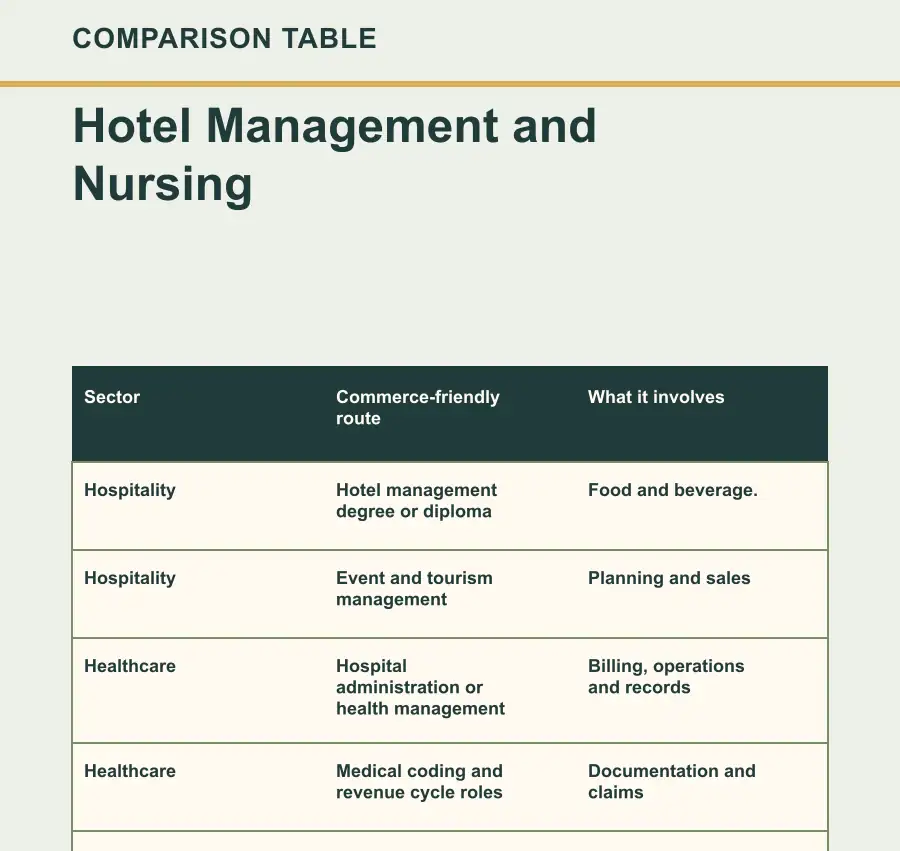 COMPARISON TABLE
Hotel Management and
Nursing
Sector
Commerce-friendly
route
What it involves
Hospitality
Hotel management
degree or diploma
Food and beverage.
Hospitality
Event and tourism
management
Planning and sales
Healthcare
Hospital
administration or
health management
Billing, operations
and records
Healthcare
Medical coding and
revenue cycle roles
Documentation and
claims